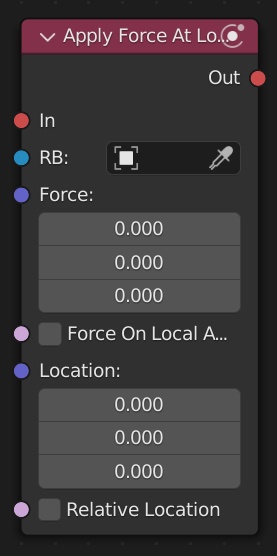 Apply Force At Lo...
Out
In
RB:
Force:
0.000
0.000
0.000
Force On Local A...
Location:
0.000
0.000
0.000
Relative Location